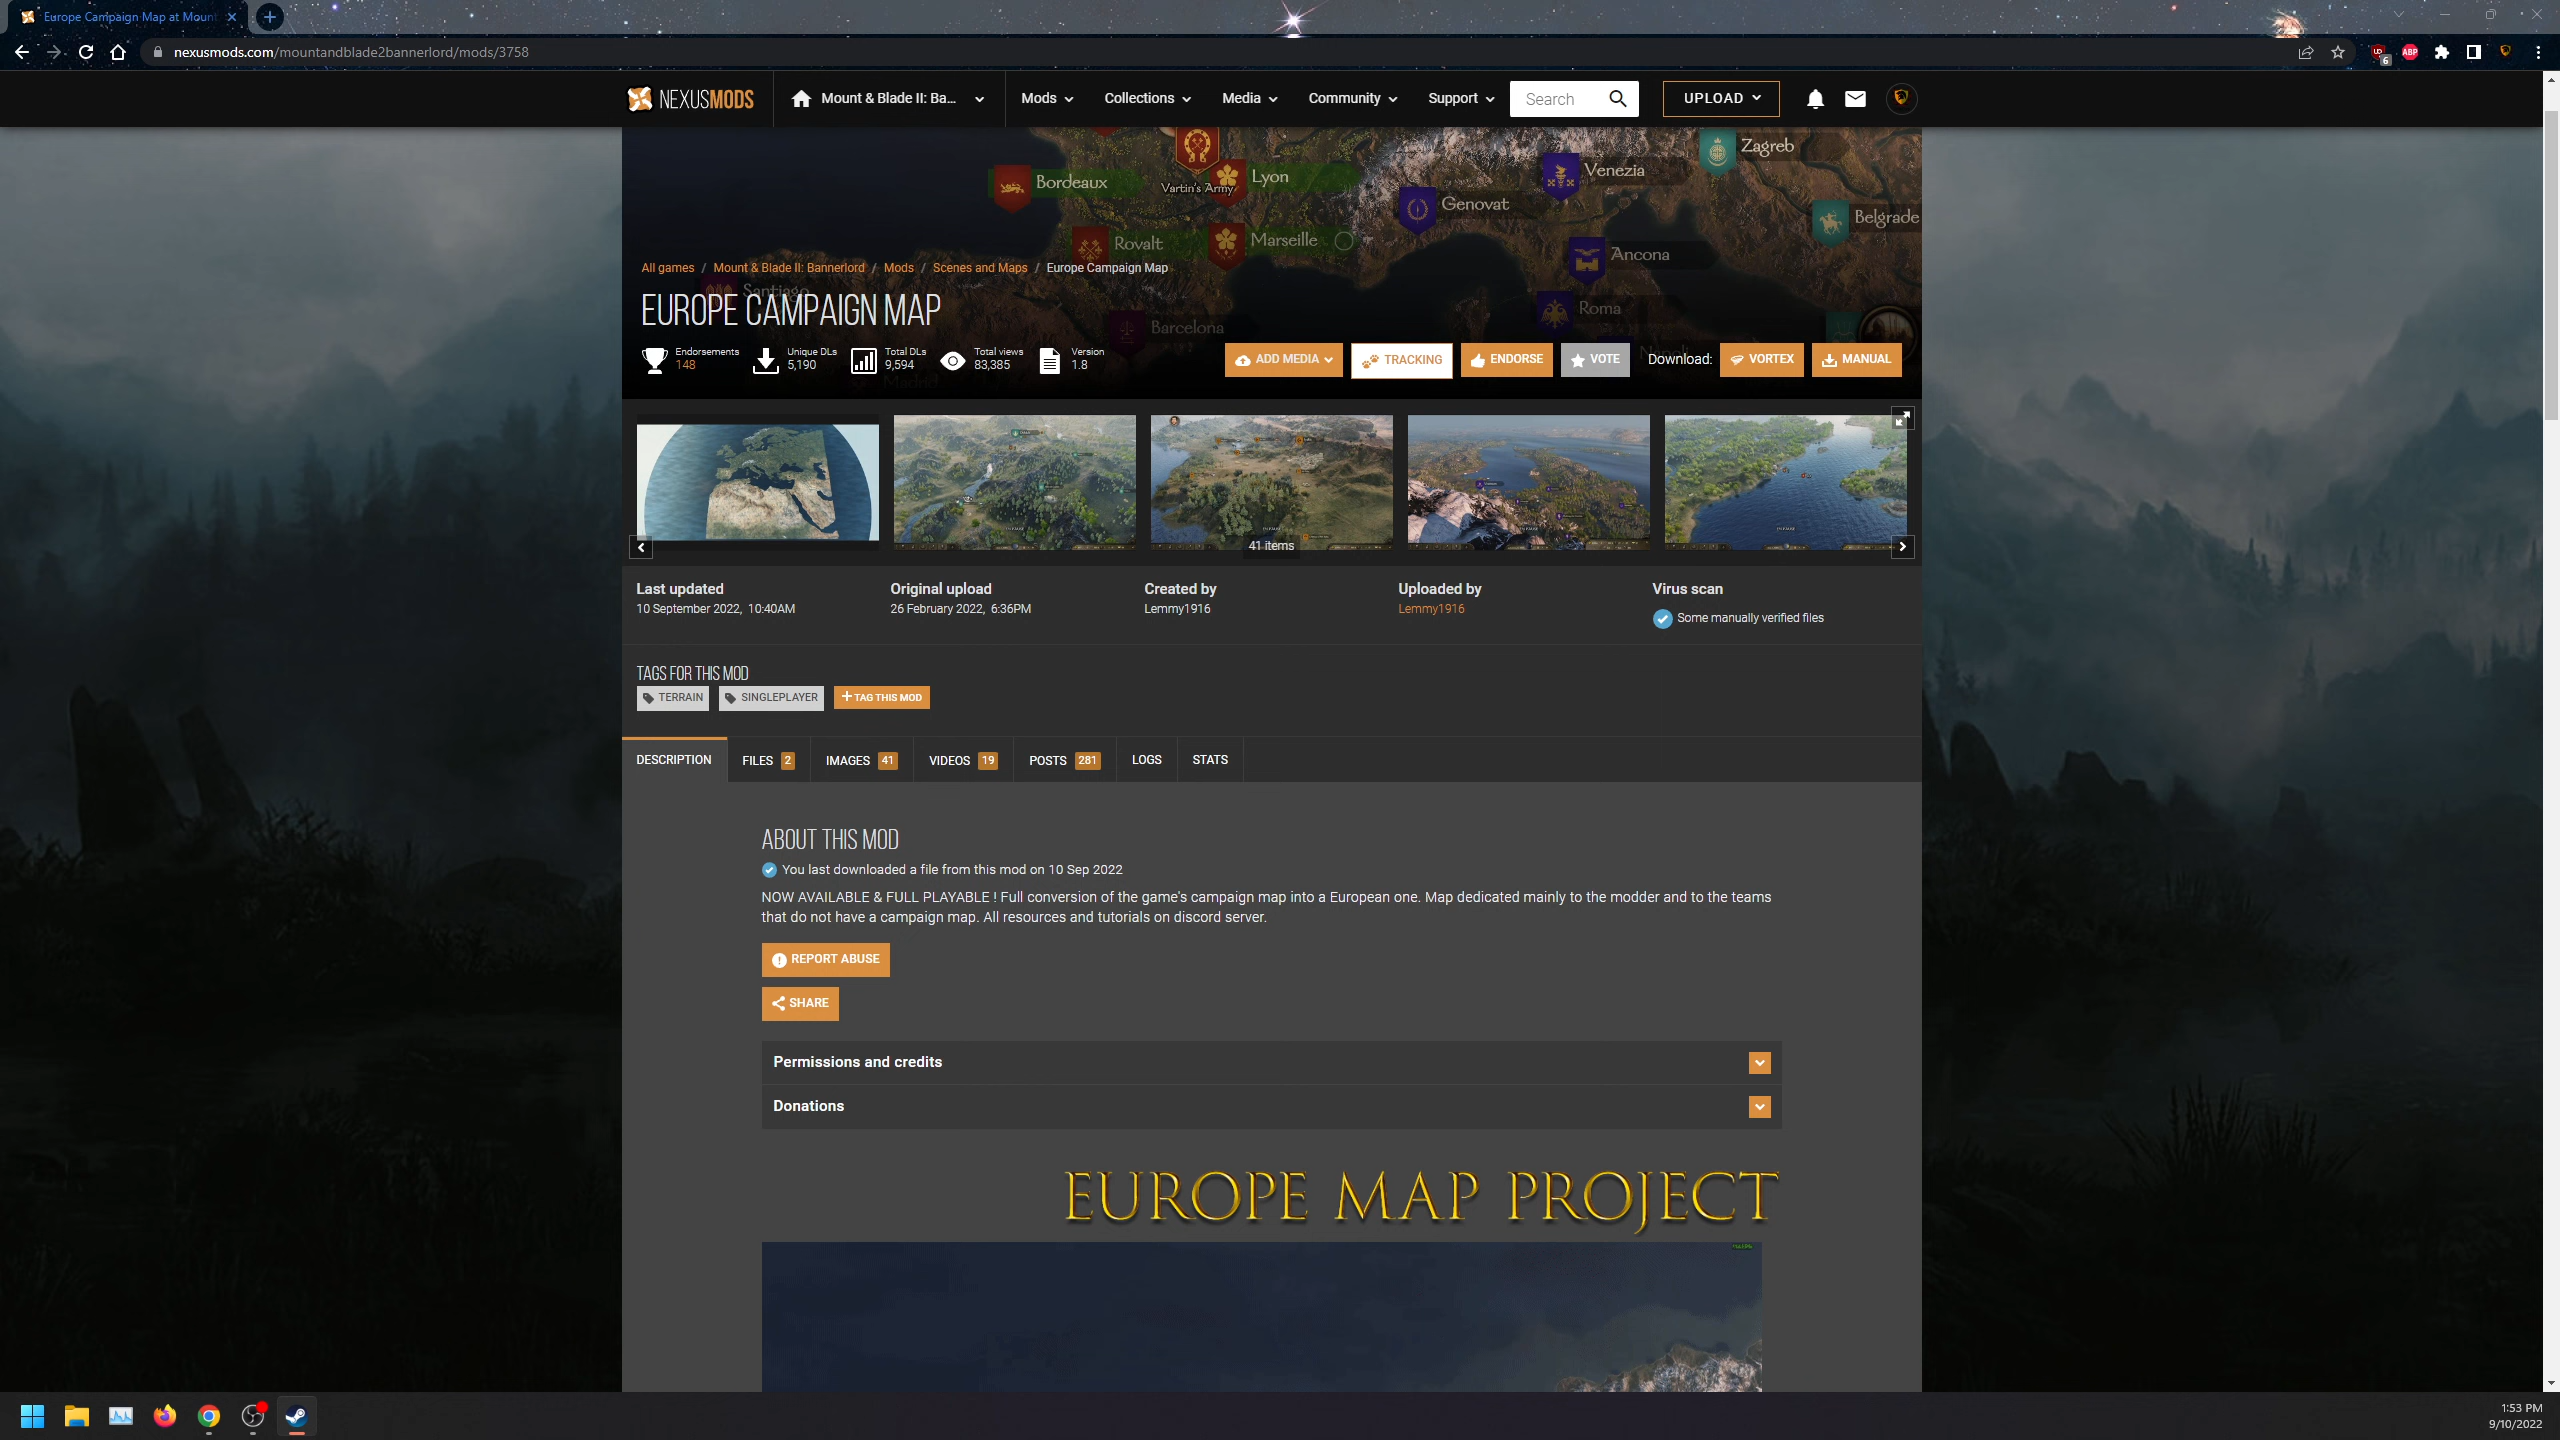 Europe Campaign Map at Moun
nexusmods.com/mountandblade2bannerlord/mods/3758
6
ABP
NEXUSMODS
Mount & Blade II: Ba...
Mods
Collections
Media
Community
Support
Search
UPLOAD
Bordeaux
Vartin's Army
Lyon
Genovat
Venezia
Zagreb
Belgrade
Rovalt
Marseille
Ancona
Roma
Santiago
Barcelona
Madrid
All games / Mount & Blade II: Bannerlord / Mods / Scenes and Maps / Europe Campaign Map
EUROPE CAMPAIGN MAP
Endorsements
148
Unique DLs
5,190
Total DLs
9,594
Total views
83,385
Version
1.8
ADD MEDIA
TRACKING
ENDORSE
VOTE
Download:
VORTEX
MANUAL
41 items
Last updated
10 September 2022, 10:40AM
Original upload
26 February 2022, 6:36PM
Created by
Lemmy1916
Uploaded by
Lemmy1916
Virus scan
Some manually verified files
TAGS FOR THIS MOD
TERRAIN
SINGLEPLAYER
+ TAG THIS MOD
DESCRIPTION
FILES 2
IMAGES 41
VIDEOS 19
POSTS 281
LOGS
STATS
ABOUT THIS MOD
You last downloaded a file from this mod on 10 Sep 2022
NOW AVAILABLE & FULL PLAYABLE ! Full conversion of the game's campaign map into a European one. Map dedicated mainly to the modder and to the teams
that do not have a campaign map. All resources and tutorials on discord server.
REPORT ABUSE
SHARE
Permissions and credits
Donations
EUROPE MAP PROJECT
1:53 PM
9/10/2022